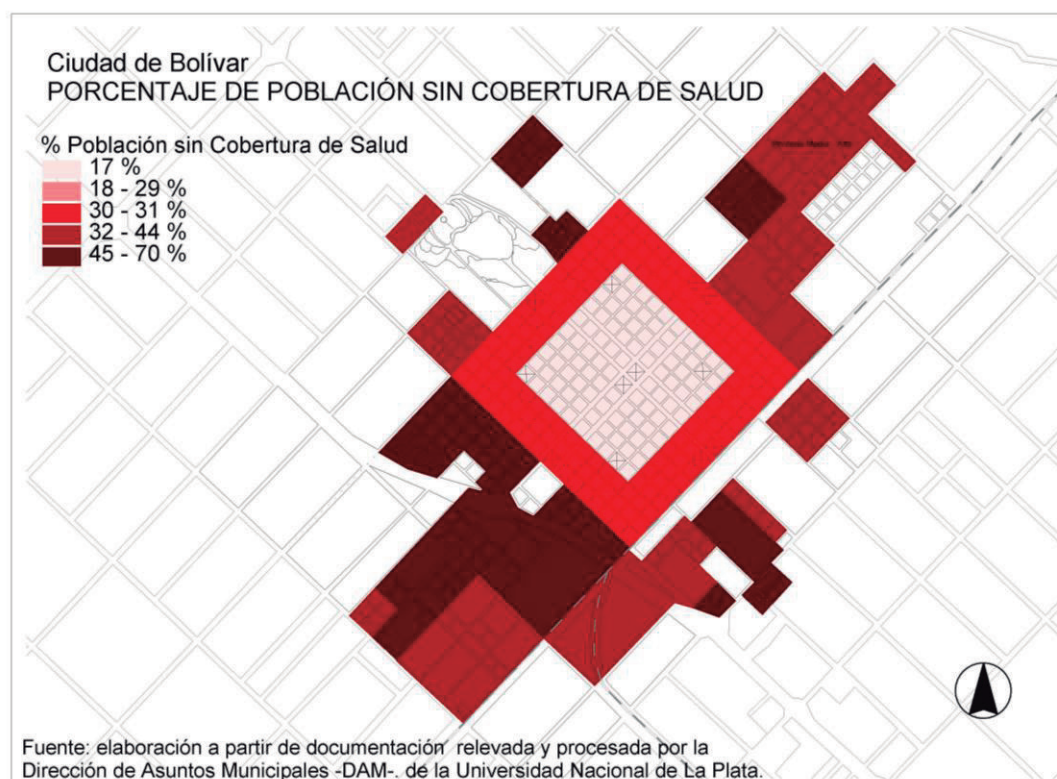 Ciudad de Bolívar
PORCENTAJE DE POBLACIÓN SIN COBERTURA DE SALUD
% Población sin Cobertura de Salud
17 %
18 - 29 %
30 - 31 %
32 - 44 %
45 - 70 %
Fuente: elaboración a partir de documentación relevada y procesada por la
Dirección de Asuntos Municipales -DAM-. de la Universidad Nacional de La Plata.